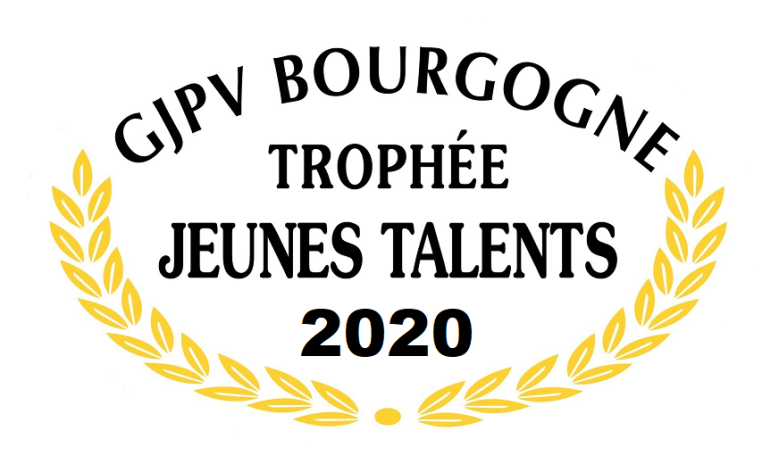 GJPV BOURGOGNE
TROPHÉE
JEUNES TALENTS
2020